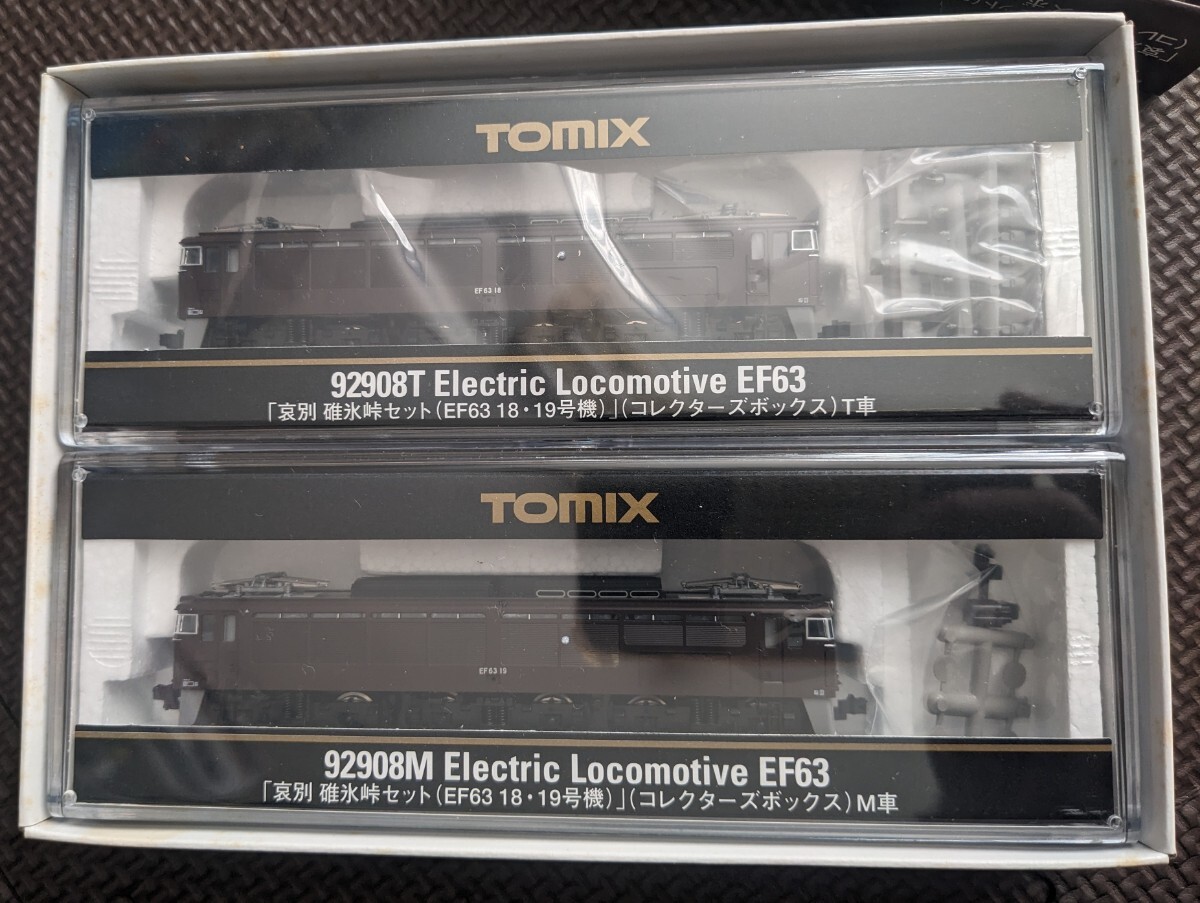 TOMIX
EF63 18
92908T Electric Locomotive EF63
「哀別 碓氷峠セット(EF63 18・19号機)」(コレクターズボックス)T車
TOMIX
EF63 19
92908M Electric Locomotive EF63
「哀別 碓氷峠セット(EF63 18・19号機)」(コレクターズボックス)M車